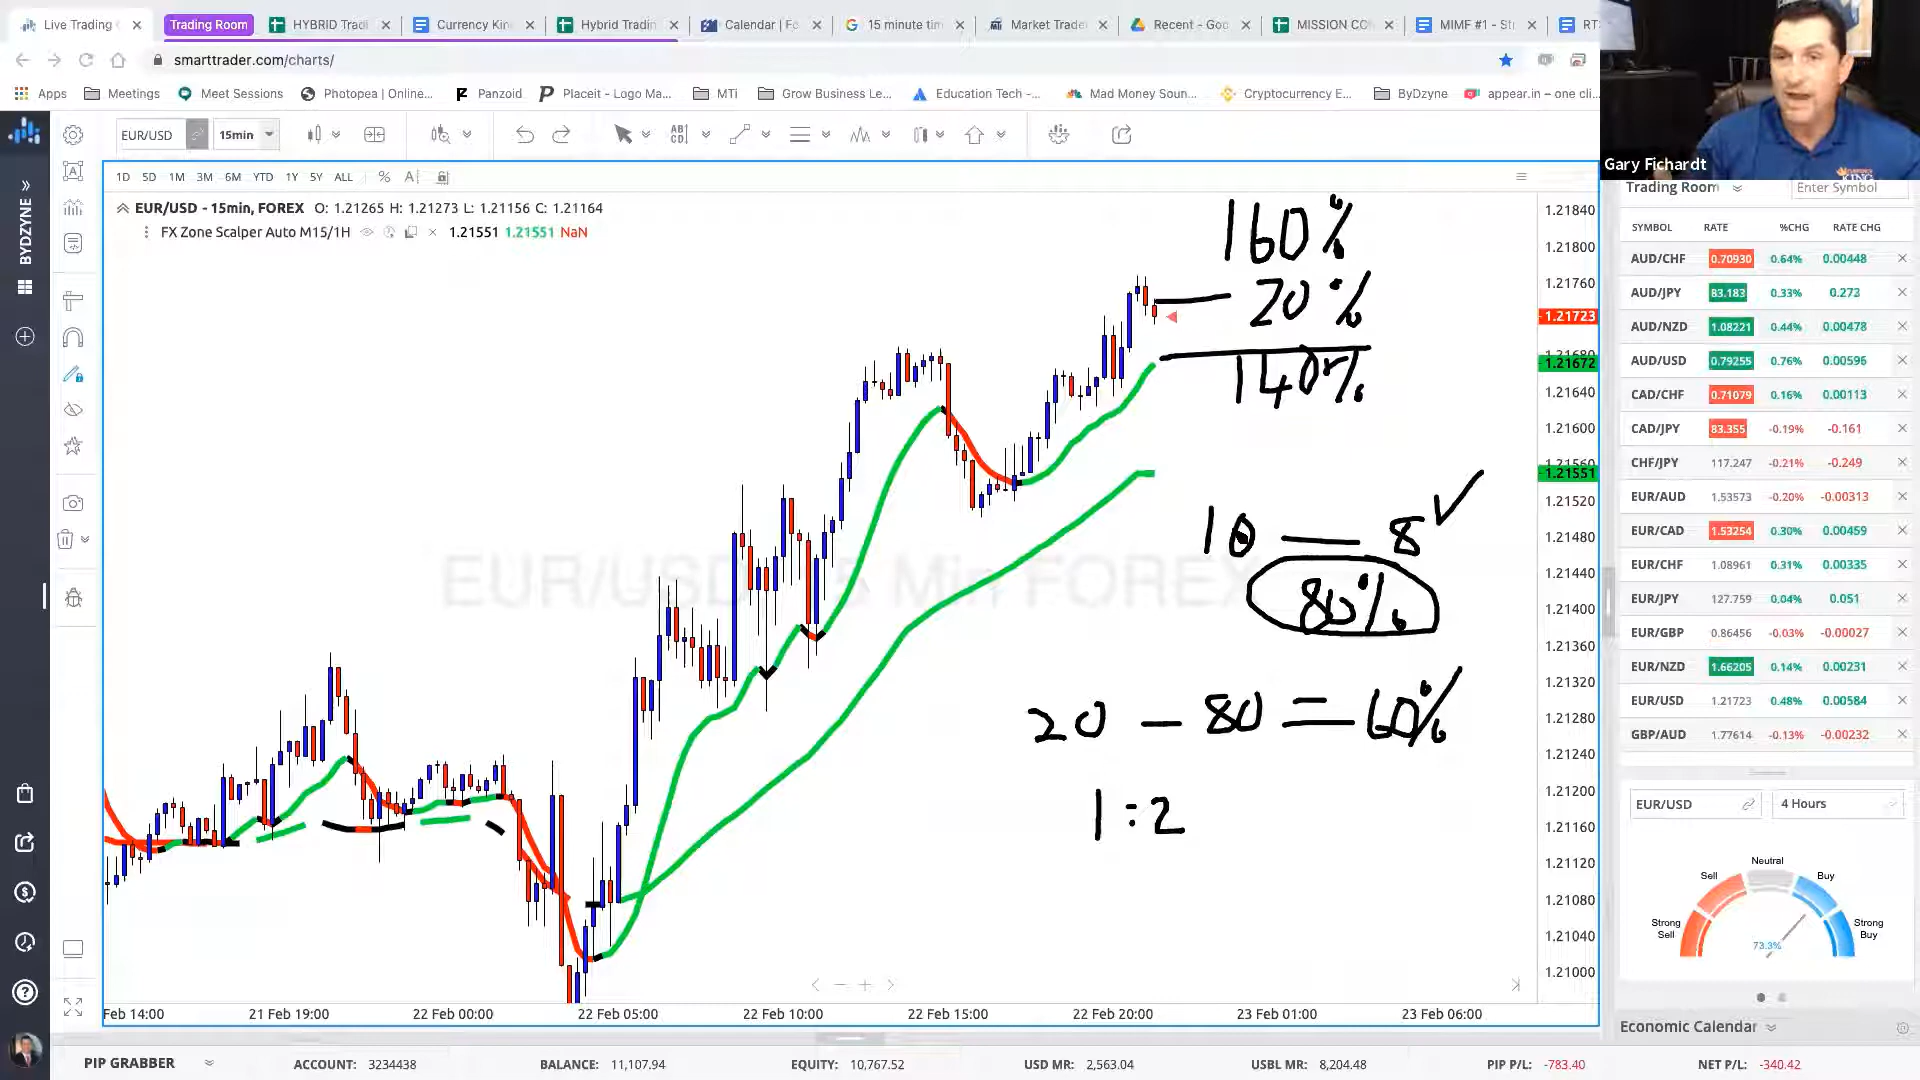 Live Trading
Trading Room
HYBRID Tradi
Currency Kin
Hybrid Tradin
Calendar | Fo
15 minute tim
Market Trade
Recent - Goo
MISSION CO
MIMF #1 - St
RT
smarttrader.com/charts/
Apps
Meetings
Meet Sessions
Photopea | Online...
Panzoid
Placeit - Logo Ma...
MTi
Grow Business Le...
Education Tech -...
Mad Money Soun...
Cryptocurrency E...
ByDzyne
appear.in – one cli...
Gary Fichardt
KING
BYDZYNE
EUR/USD
15min
1D 5D 1M 3M 6M YTD 1Y 5Y ALL %
EUR/USD - 15min, FOREX O: 1.21265 H: 1.21273 L: 1.21156 C: 1.21164
FX Zone Scalper Auto M15/1H 1.21551 1.21551 NaN
EUR/USD 15 Min FOREX
160%
20%
140%
10 — 8 ✓
80%
20 — 80 = 60%
1:2
1.21840
1.21800
1.21760
1.21723
1.21680
1.21672
1.21640
1.21600
1.21560
1.21551
1.21520
1.21480
1.21440
1.21400
1.21360
1.21320
1.21280
1.21240
1.21200
1.21160
1.21120
1.21080
1.21040
1.21000
Feb 14:00
21 Feb 19:00
22 Feb 00:00
22 Feb 05:00
22 Feb 10:00
22 Feb 15:00
22 Feb 20:00
23 Feb 01:00
23 Feb 06:00
Trading Room
Enter Symbol
SYMBOL RATE %CHG RATE CHG
AUD/CHF 0.70930 0.64% 0.00448
AUD/JPY 83.183 0.33% 0.273
AUD/NZD 1.08221 0.44% 0.00478
AUD/USD 0.79255 0.76% 0.00596
CAD/CHF 0.71079 0.16% 0.00113
CAD/JPY 83.355 -0.19% -0.161
CHF/JPY 117.247 -0.21% -0.249
EUR/AUD 1.53573 -0.20% -0.00313
EUR/CAD 1.53254 0.30% 0.00459
EUR/CHF 1.08961 0.31% 0.00335
EUR/JPY 127.759 0.04% 0.051
EUR/GBP 0.86456 -0.03% -0.00027
EUR/NZD 1.66205 0.14% 0.00231
EUR/USD 1.21723 0.48% 0.00584
GBP/AUD 1.77614 -0.13% -0.00232
EUR/USD
4 Hours
Neutral
Sell
Buy
Strong Sell
Strong Buy
73.3%
Economic Calendar
PIP GRABBER
ACCOUNT: 3234438
BALANCE: 11,107.94
EQUITY: 10,767.52
USD MR: 2,563.04
USBL MR: 8,204.48
PIP P/L: -783.40
NET P/L: -340.42